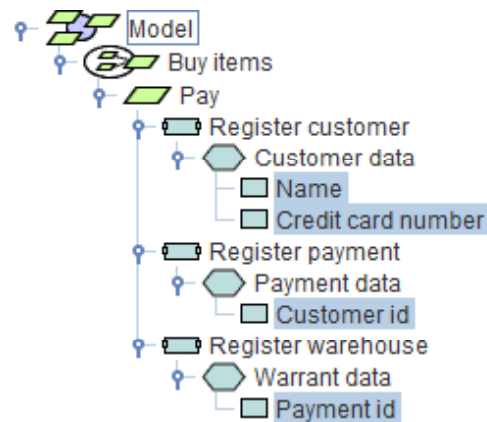 Model
Buy items
Pay
Register customer
Customer data
Name
Credit card number
Register payment
Payment data
Customer id
Register warehouse
Warrant data
Payment id